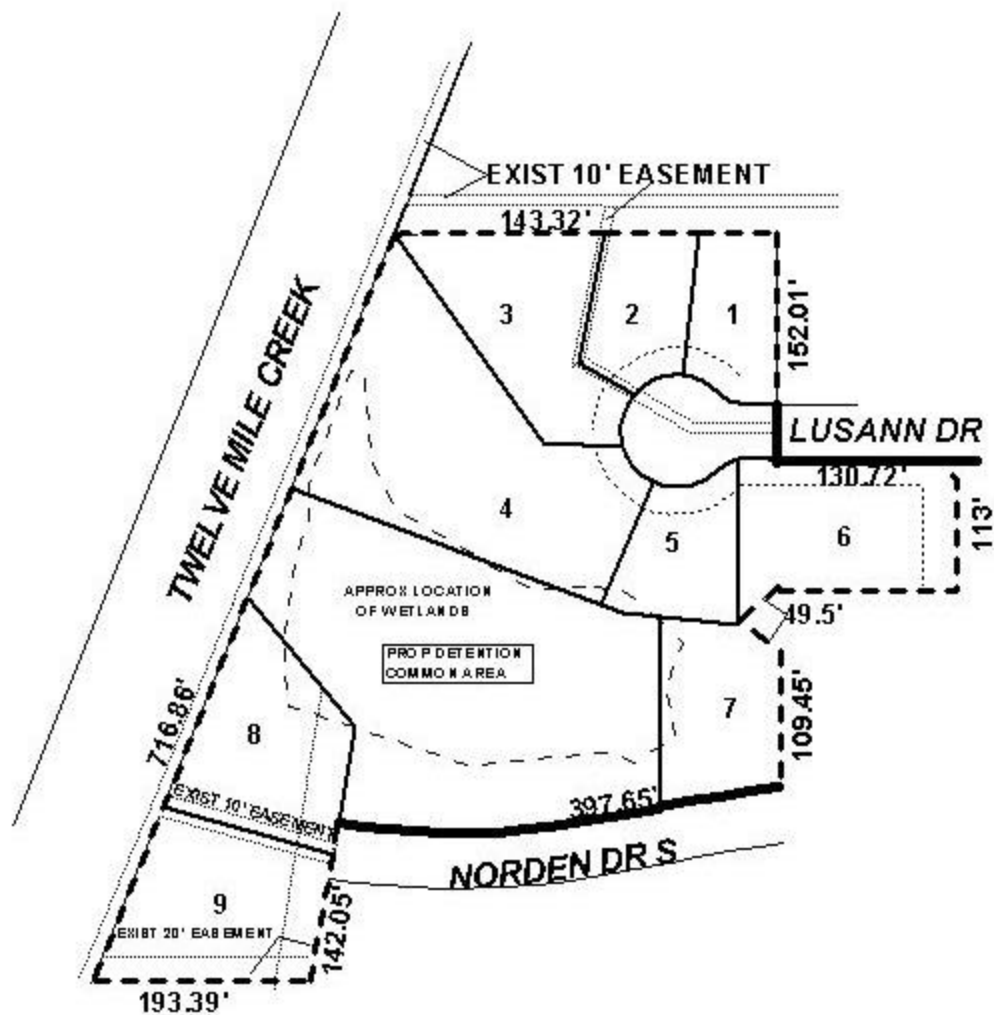 EXIST 10' EASEMENT
143.32'
3
2
1
152.01'
TWELVE MILE CREEK
LUSANN DR
130.72'
4
5
6
113'
APPROX LOCATION
OF WETLANDS
49.5'
PROP DETENTION
COMMON AREA
7
109.45'
716.86'
8
EXIST 10' EASEMENT
397.65'
NORDEN DR S
9
EXIST 20' EASEMENT
142.05'
193.39'